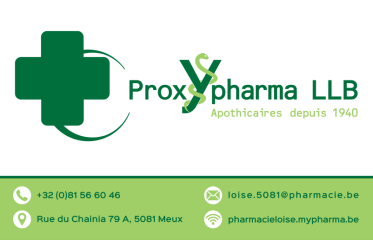 Proxypharma LLB
Apothicaires depuis 1940
+32 (0)81 56 60 46
loise.5081@pharmacie.be
Rue du Chainia 79 A, 5081 Meux
pharmacieloise.mypharma.be